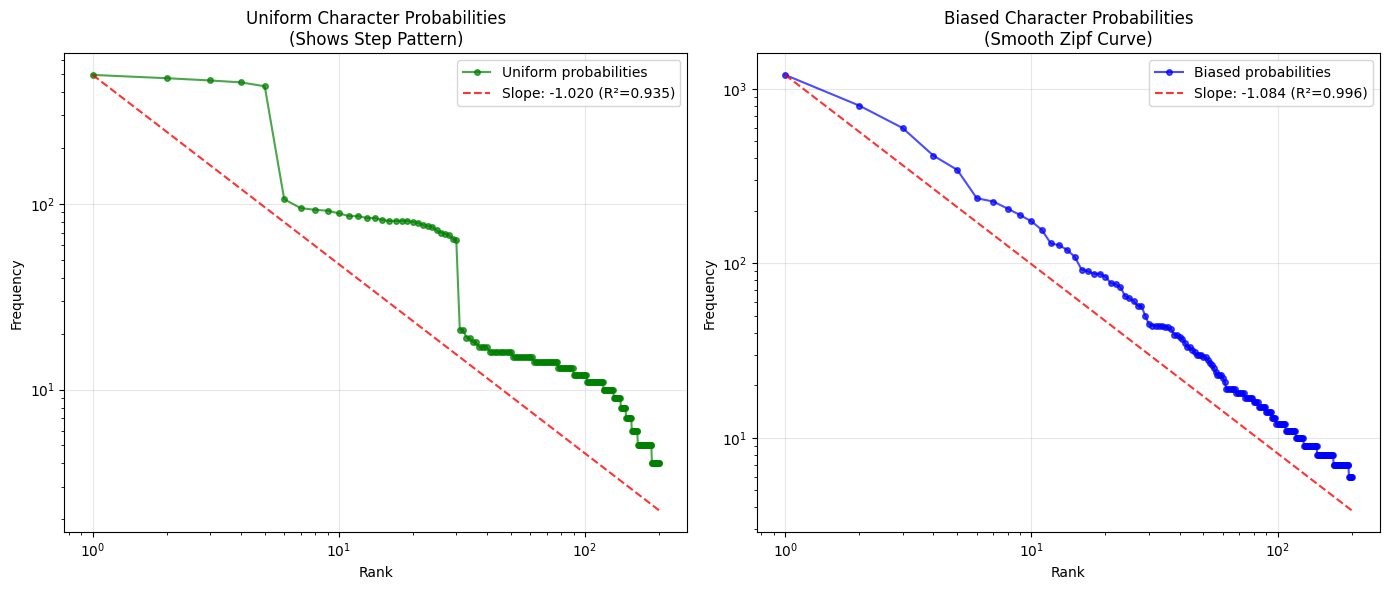 Uniform Character Probabilities
(Shows Step Pattern)
Uniform probabilities
Slope: -1.020 (R²=0.935)
Frequency
10²
10¹
10⁰
10¹
10²
Rank
Biased Character Probabilities
(Smooth Zipf Curve)
Biased probabilities
Slope: -1.084 (R²=0.996)
Frequency
10³
10²
10¹
10⁰
10¹
10²
Rank